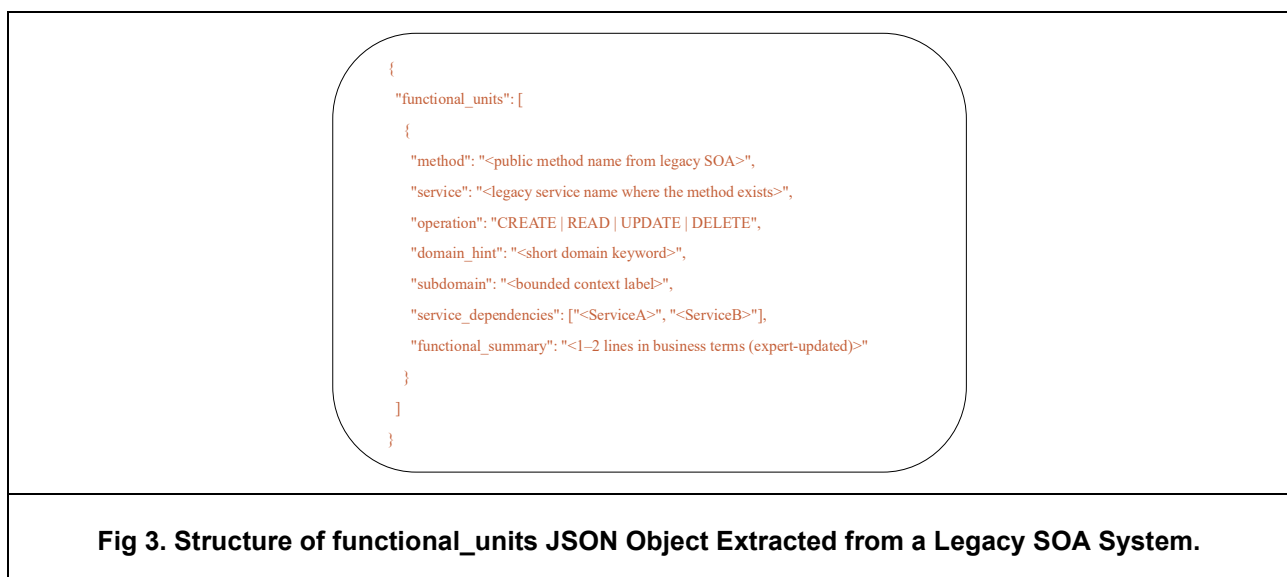 {
"functional_units": [
{
"method": "<public method name from legacy SOA>",
"service": "<legacy service name where the method exists>",
"operation": "CREATE | READ | UPDATE | DELETE",
"domain_hint": "<short domain keyword>",
"subdomain": "<bounded context label>",
"service_dependencies": ["<ServiceA>", "<ServiceB>"],
"functional_summary": "<1–2 lines in business terms (expert-updated)>"
}
]
}
Fig 3. Structure of functional_units JSON Object Extracted from a Legacy SOA System.